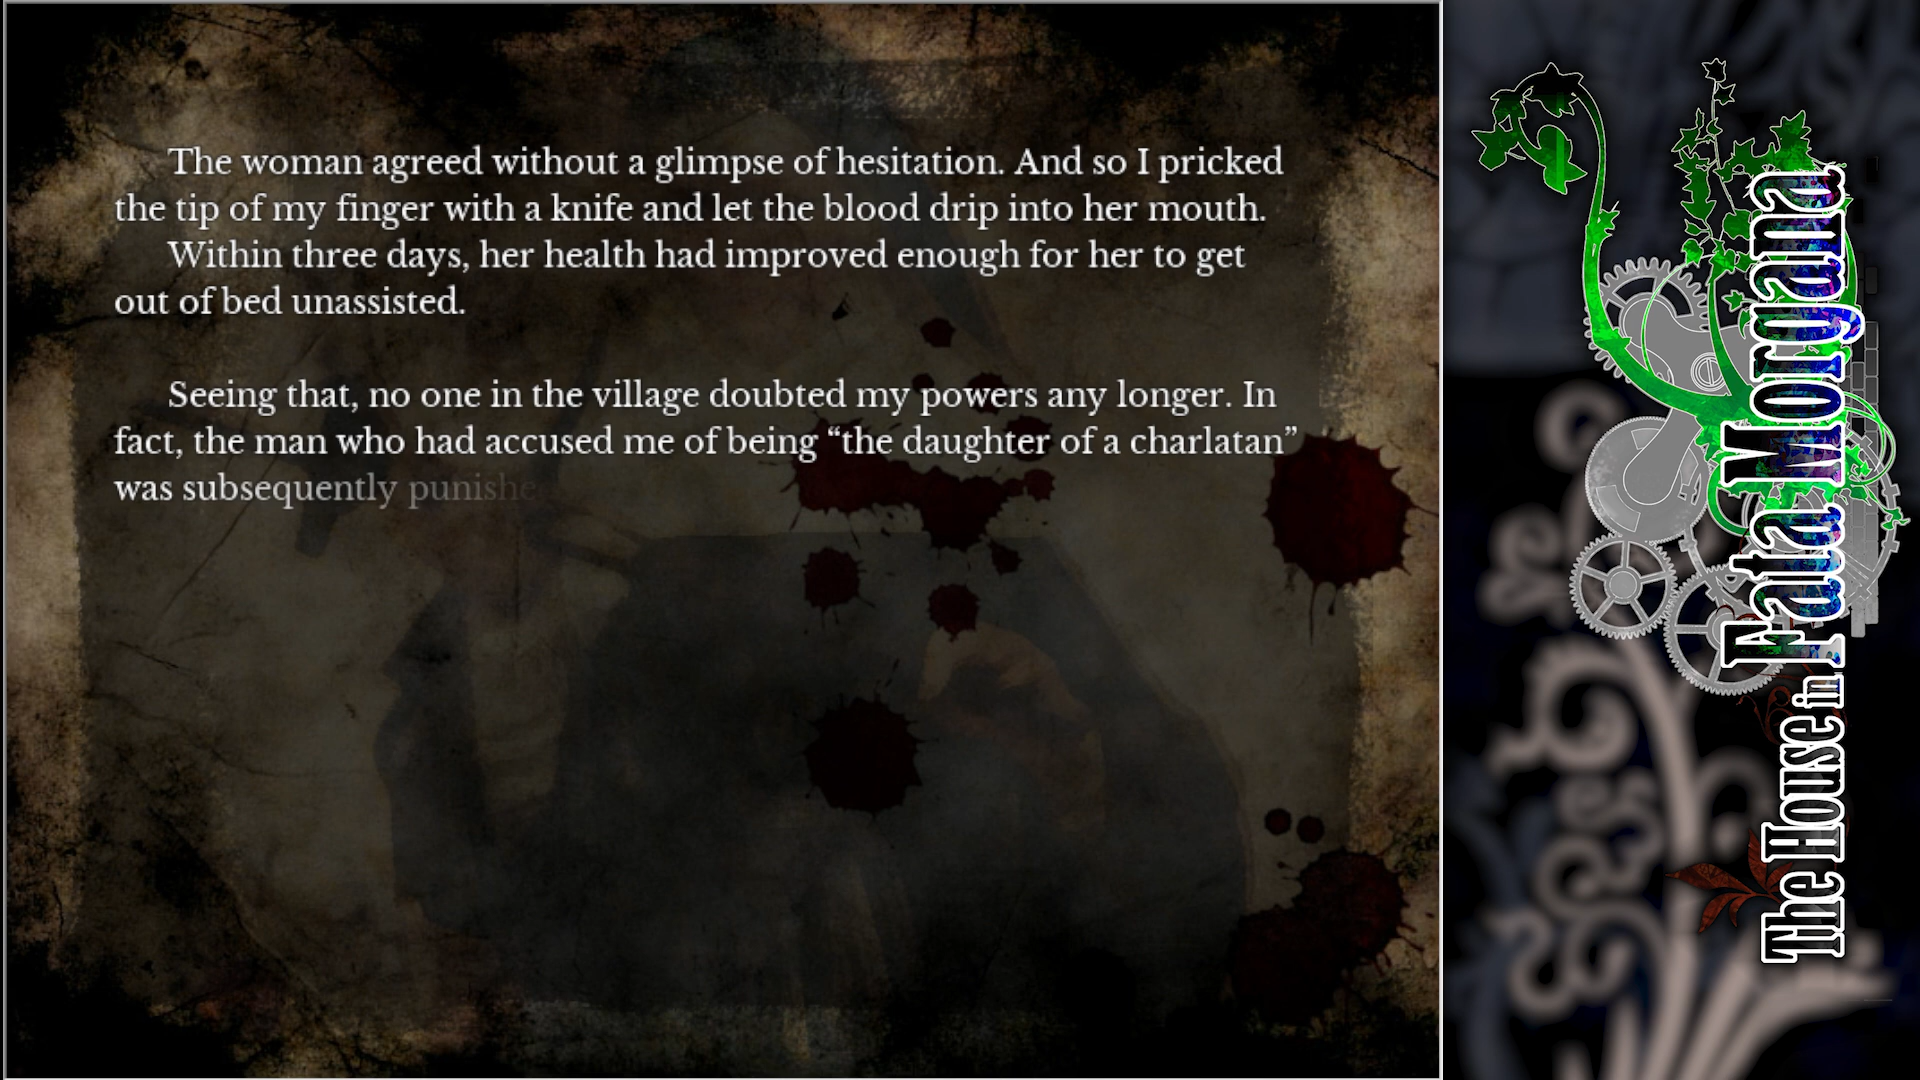 The woman agreed without a glimpse of hesitation. And so I pricked
the tip of my finger with a knife and let the blood drip into her mouth.
Within three days, her health had improved enough for her to get
out of bed unassisted.
Seeing that, no one in the village doubted my powers any longer. In
fact, the man who had accused me of being “the daughter of a charlatan”
was subsequently punishe
The House in Fata Morgana